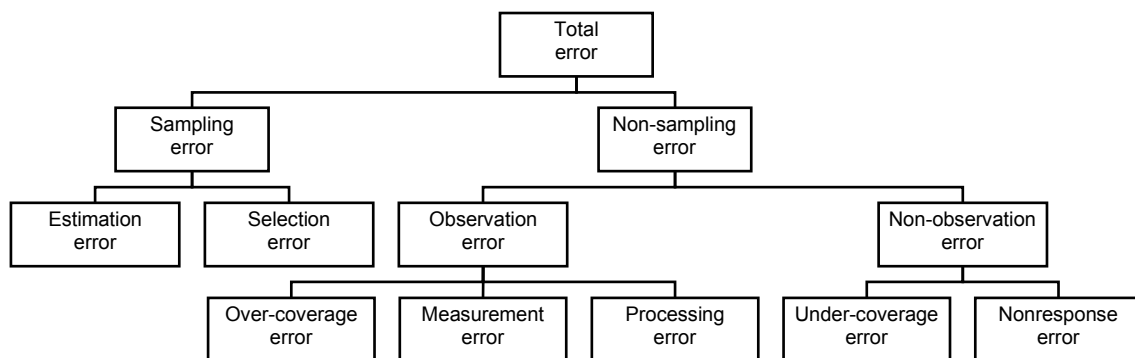 Total
error
Sampling
error
Non-sampling
error
Estimation
error
Selection
error
Observation
error
Non-observation
error
Over-coverage
error
Measurement
error
Processing
error
Under-coverage
error
Nonresponse
error